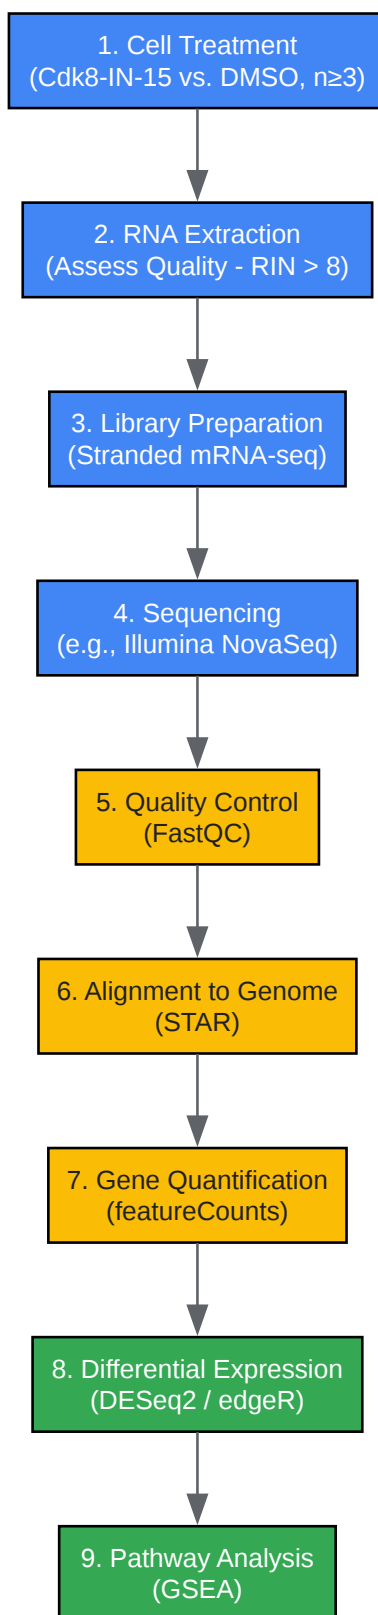 1. Cell Treatment
(Cdk8-IN-15 vs. DMSO, n≥3)
2. RNA Extraction
(Assess Quality - RIN > 8)
3. Library Preparation
(Stranded mRNA-seq)
4. Sequencing
(e.g., Illumina NovaSeq)
5. Quality Control
(FastQC)
6. Alignment to Genome
(STAR)
7. Gene Quantification
(featureCounts)
8. Differential Expression
(DESeq2 / edgeR)
9. Pathway Analysis
(GSEA)